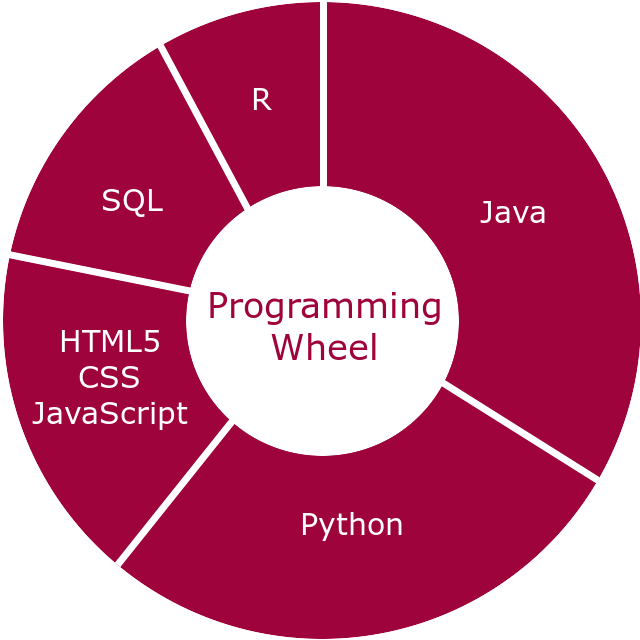 R
Java
SQL
Programming
Wheel
HTML5
CSS
JavaScript
Python